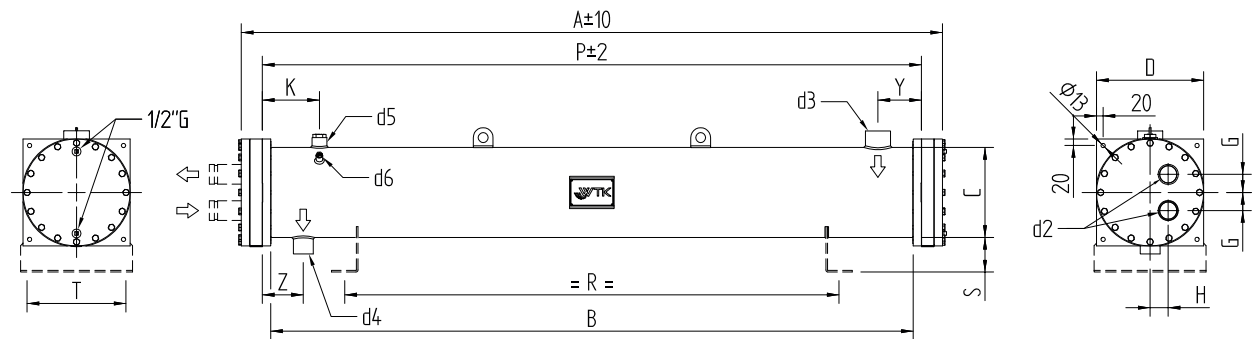 A±10
P±2
K
Y
d3
d5
d6
1/2"G
WTK
C
D
Ø13
20
20
G
G
d2
H
S
T
Z
d4
= R =
B